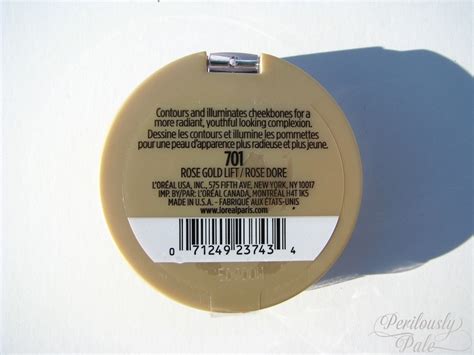 Contours and illuminates cheekbones for a
more radiant, youthful looking complexion.
Dessine les contours et illumine les pommettes
pour une peau d'apparence plus radieuse et plus jeune.
701
ROSE GOLD LIFT / ROSE DORE
L'ORÉAL USA, INC., 575 FIFTH AVE, NEW YORK, NY 10017
IMP. BY/PAR: L'ORÉAL CANADA, MONTRÉAL H4T 1K5
MADE IN U.S.A. - FABRIQUÉ AUX ÉTATS-UNIS
www.lorealparis.com
0 71249 23743 4
Perilously
Pale